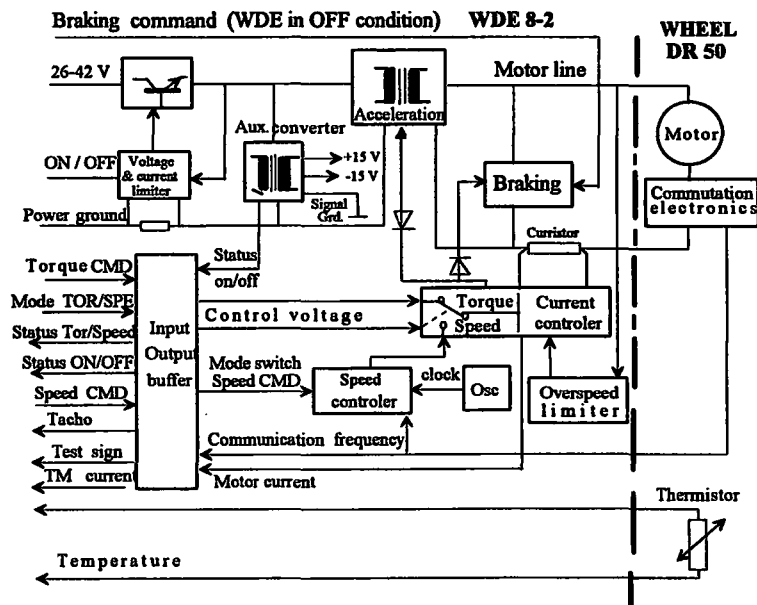 Braking command (WDE in OFF condition) WDE 8-2
WHEEL
DR 50
26-42 V
Motor line
Acceleration
Motor
Aux. converter
+15 V
-15 V
Signal
Grd.
ON / OFF
Voltage
& current
limiter
Braking
Commutation
electronics
Power ground
Curristor
Status
on/off
Torque CMD
Mode TOR/SPE
Status Tor/Speed
Status ON/OFF
Speed CMD
Tacho
Test sign
TM current
Input
Output
buffer
Control voltage
Torque
Speed
Current
controler
Mode switch
Speed CMD
Speed
controler
clock
Osc
Overspeed
limiter
Communication frequency
Motor current
Thermistor
Temperature